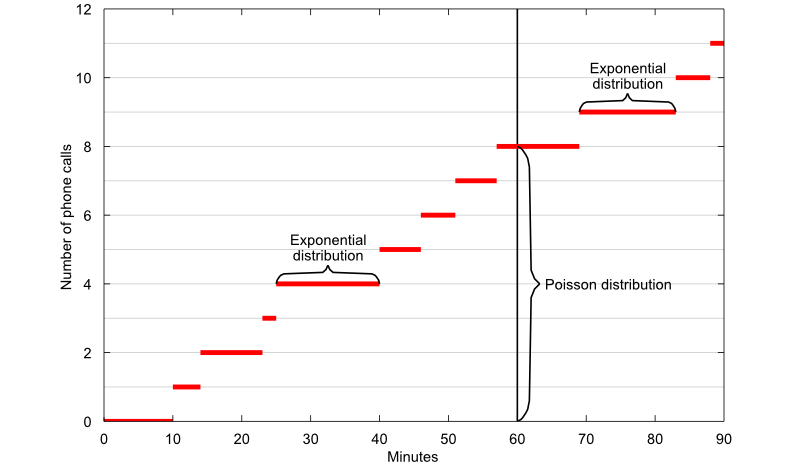 12
10
8
6
4
2
0
Number of phone calls
Exponential
distribution
Exponential
distribution
Poisson distribution
0 10 20 30 40 50 60 70 80 90
Minutes